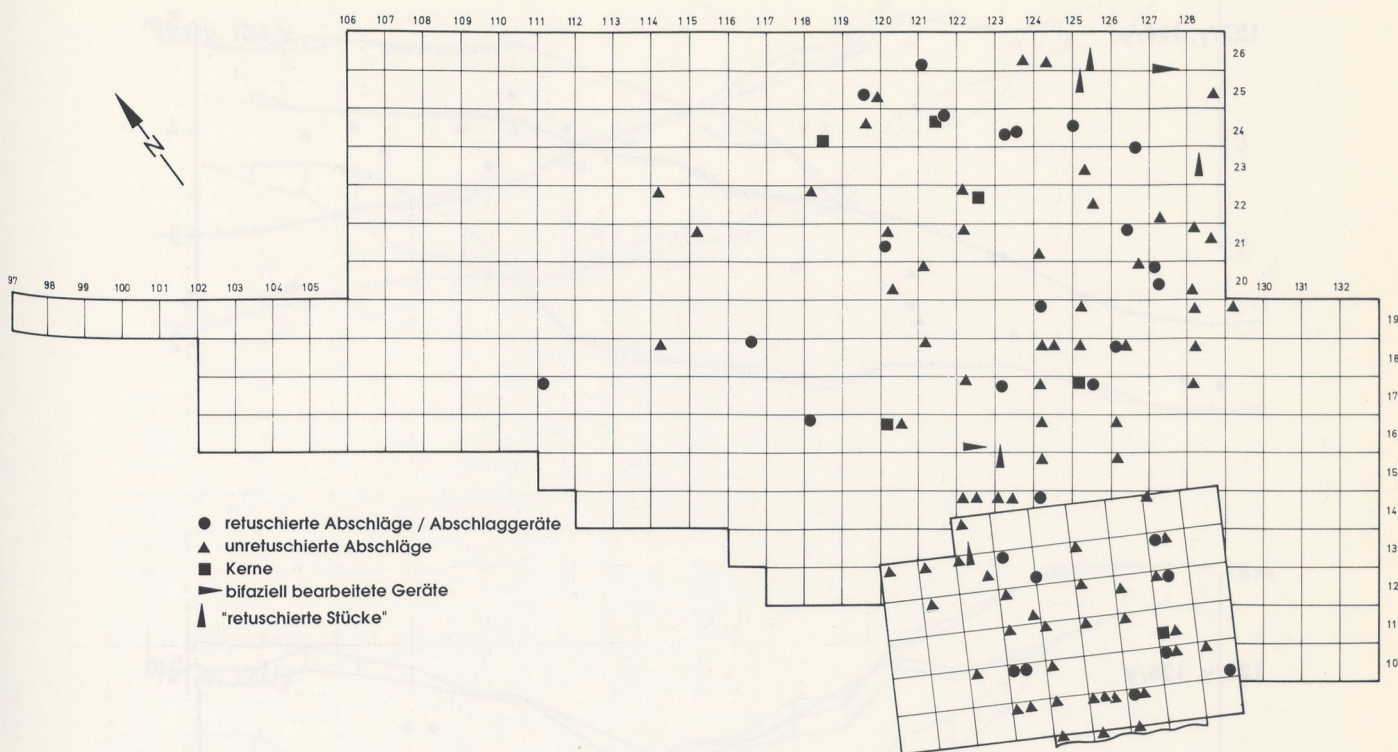 106 107 108 109 110 111 112 113 114 115 116 117 118 119 120 121 122 123 124 125 126 127 128
26
25
24
23
22
21
20 130 131 132
97 98 99 100 101 102 103 104 105
19
18
17
16
15
14
13
12
11
10
N
retuschierte Abschläge / Abschlaggeräte
unretuschierte Abschläge
Kerne
bifaziell bearbeitete Geräte
"retuschierte Stücke"